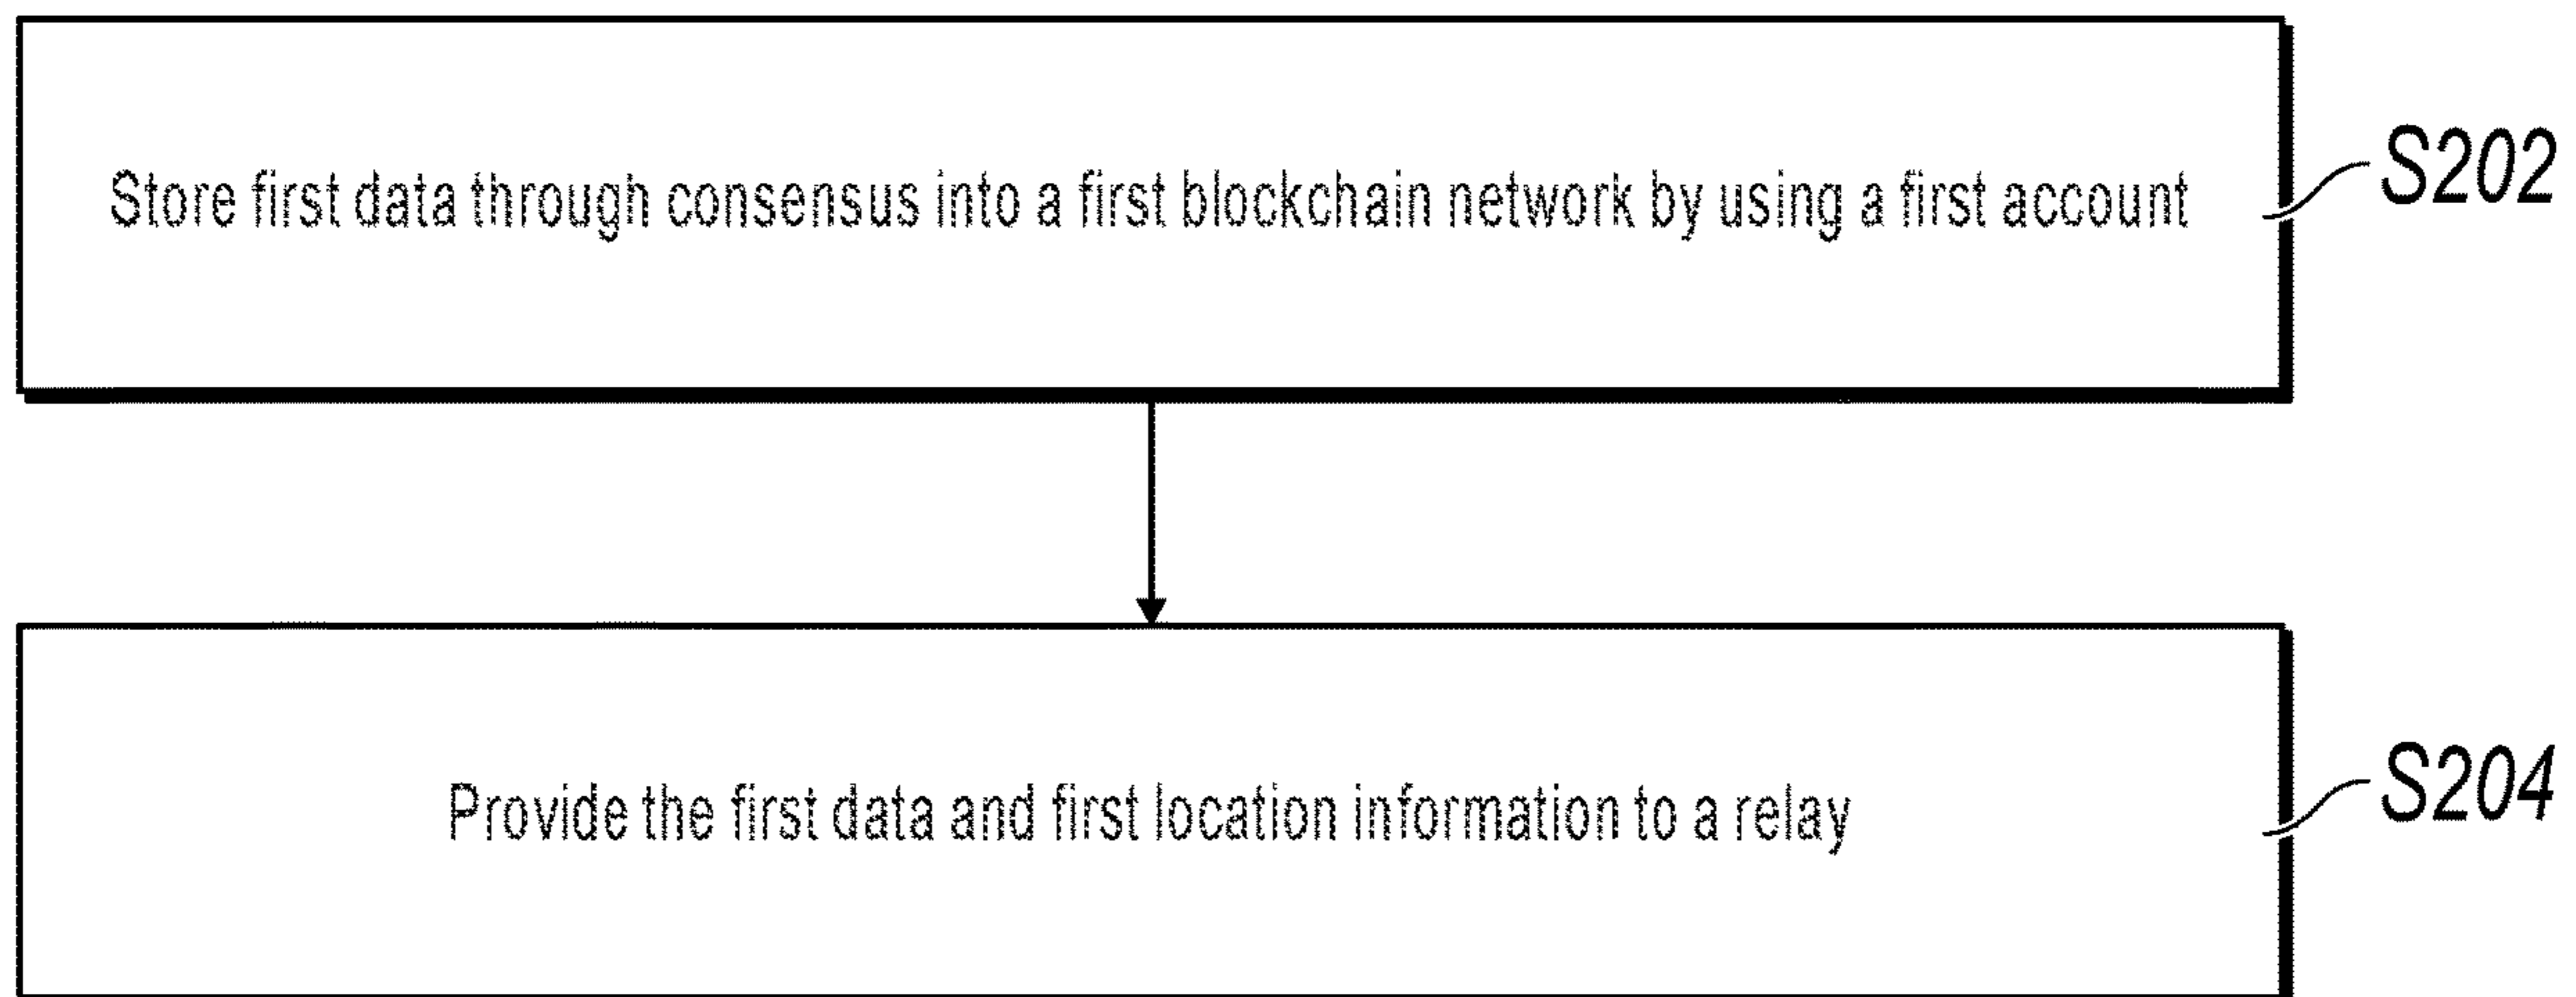 Store first data through consensus into a first blockchain network by using a first account
S202
Provide the first data and first location information to a relay
S204